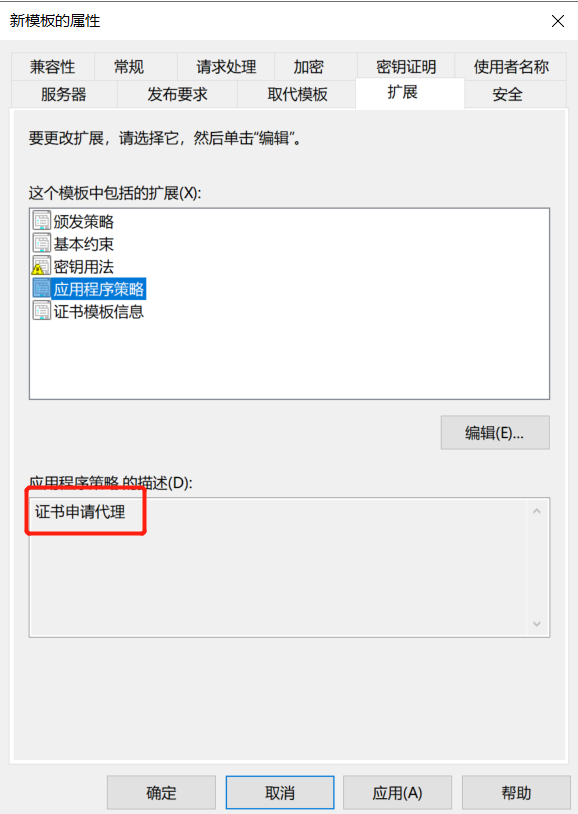 新模板的属性
兼容性 常规 请求处理 加密 密钥证明 使用者名称
服务器 发布要求 取代模板 扩展 安全
要更改扩展，请选择它，然后单击“编辑”。
这个模板中包括的扩展(X):
颁发策略
基本约束
密钥用法
应用程序策略
证书模板信息
编辑(E)...
应用程序策略 的描述(D):
证书申请代理
确定 取消 应用(A) 帮助